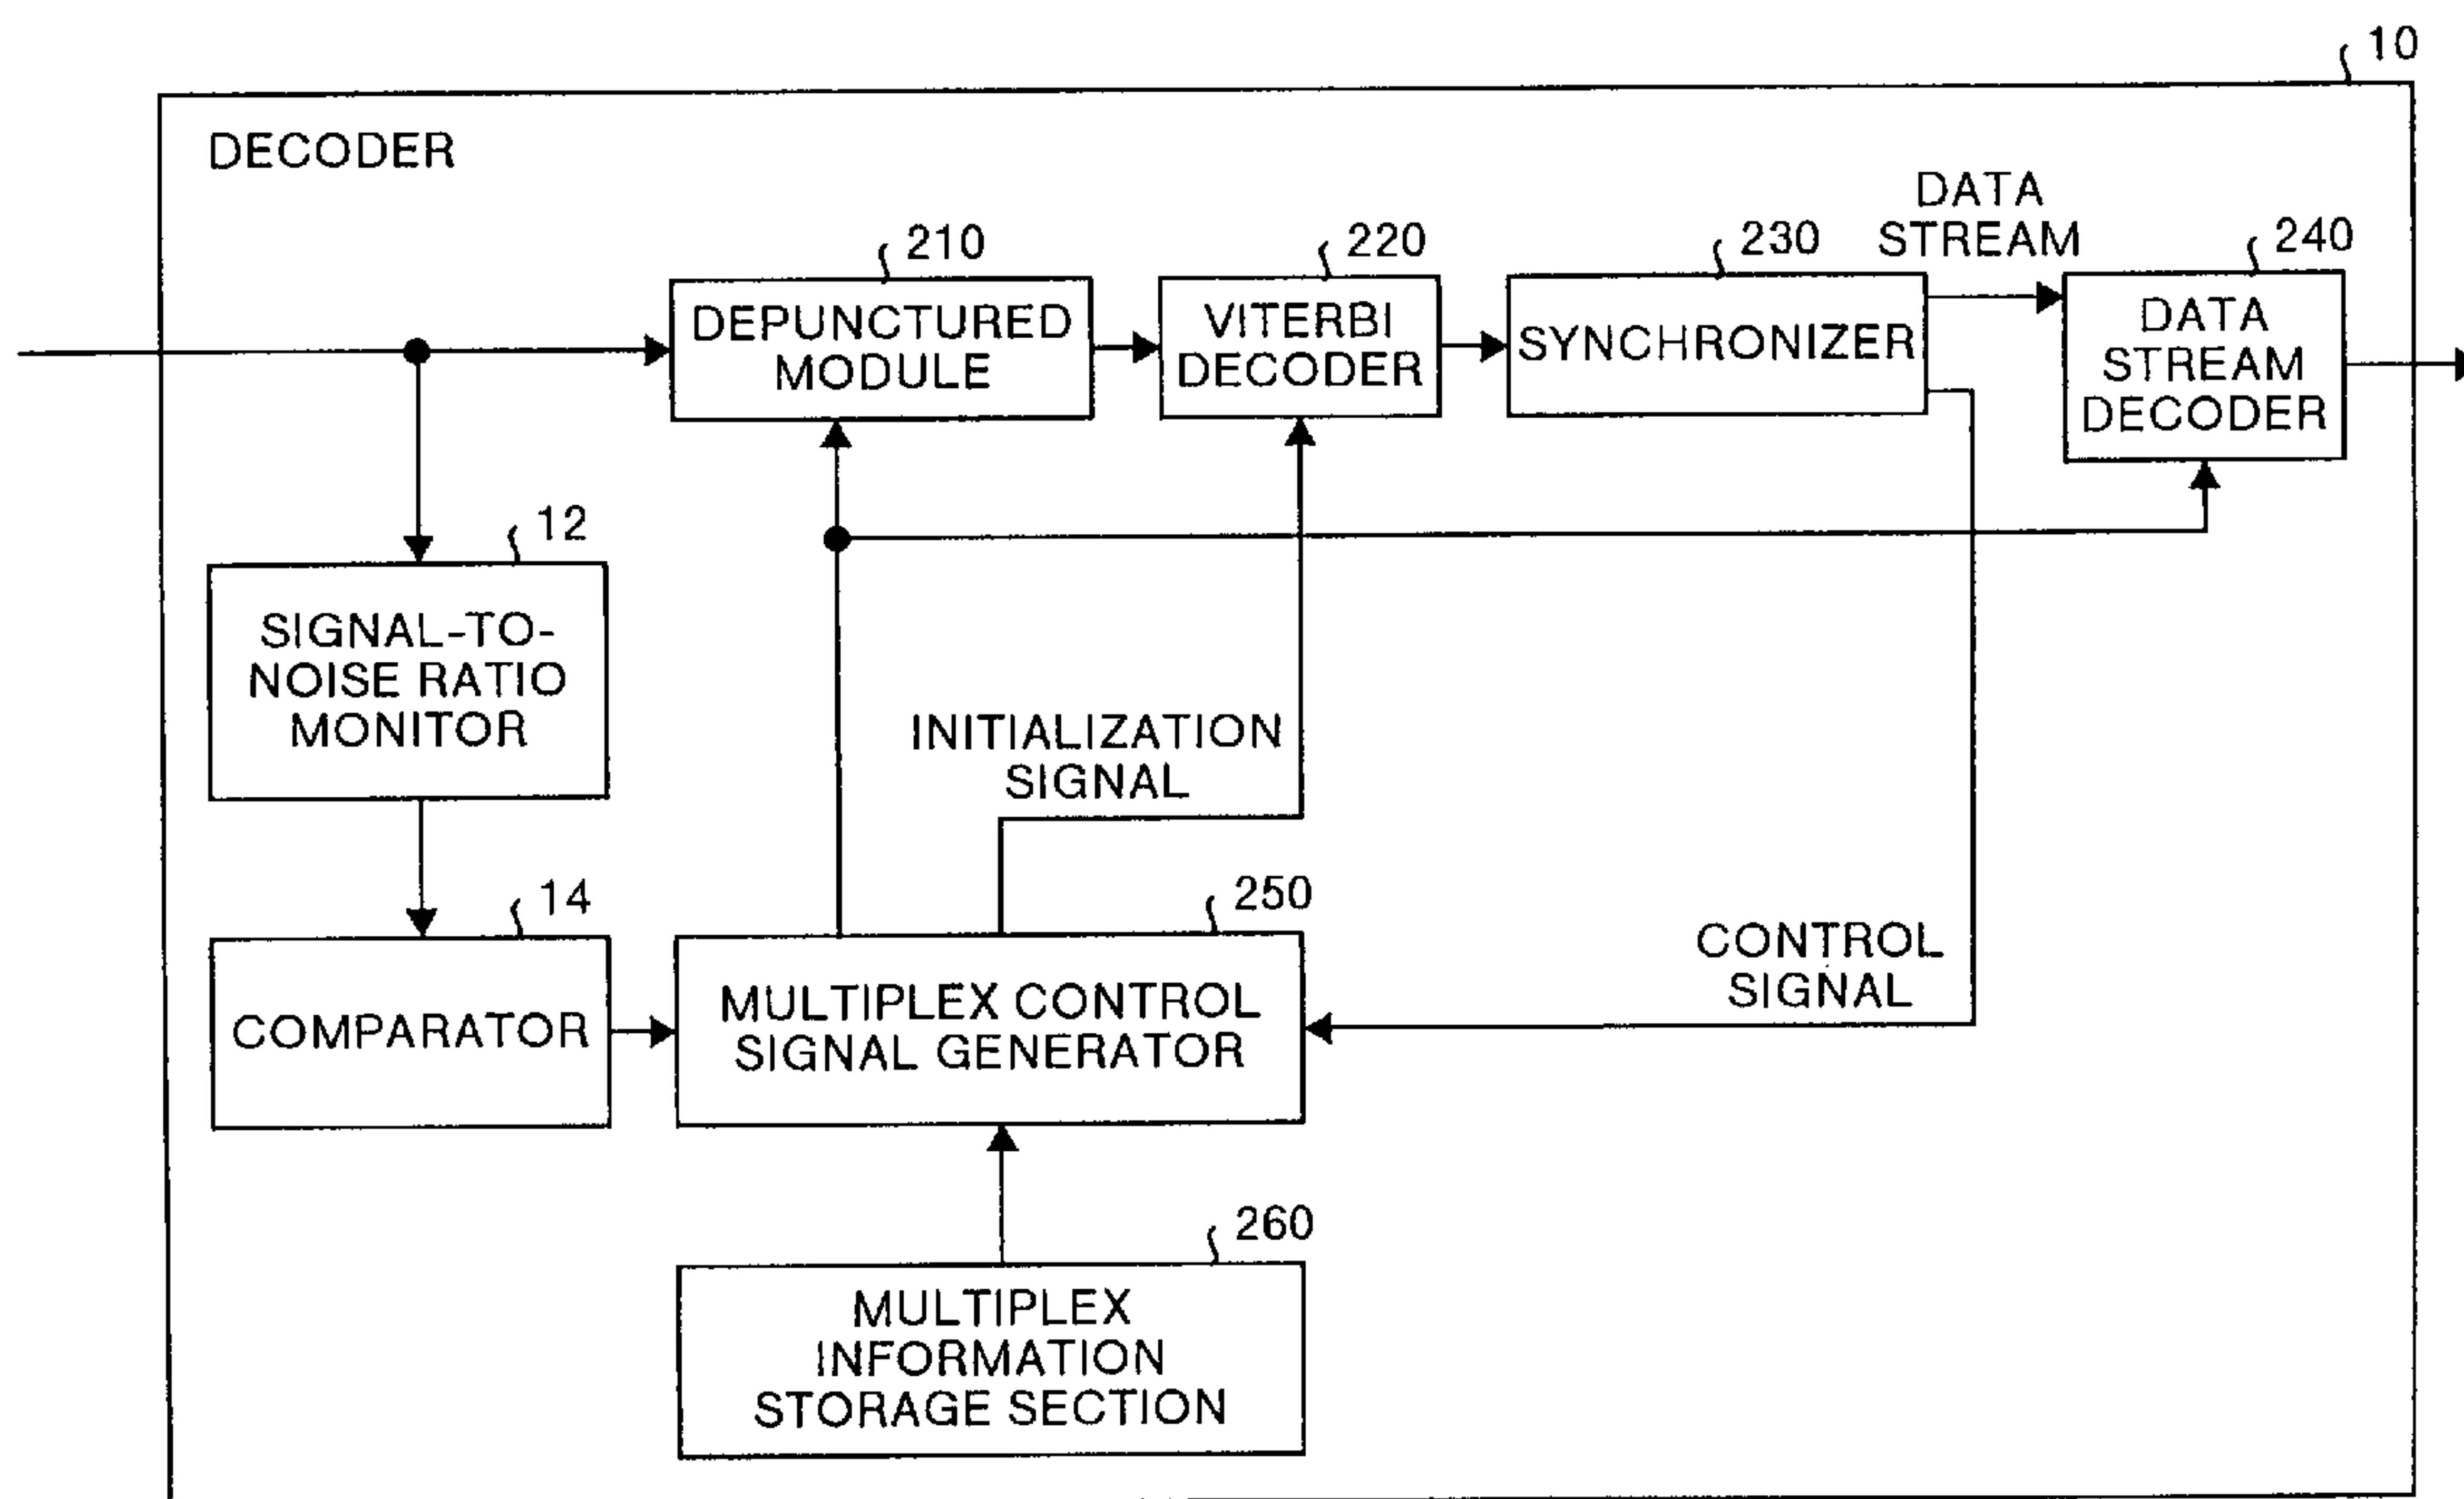 10
DECODER
DATA
STREAM
210
220
230
240
DEPUNCTURED
MODULE
VITERBI
DECODER
SYNCHRONIZER
DATA
STREAM
DECODER
12
SIGNAL-TO-
NOISE RATIO
MONITOR
INITIALIZATION
SIGNAL
14
250
COMPARATOR
MULTIPLEX CONTROL
SIGNAL GENERATOR
CONTROL
SIGNAL
260
MULTIPLEX
INFORMATION
STORAGE SECTION